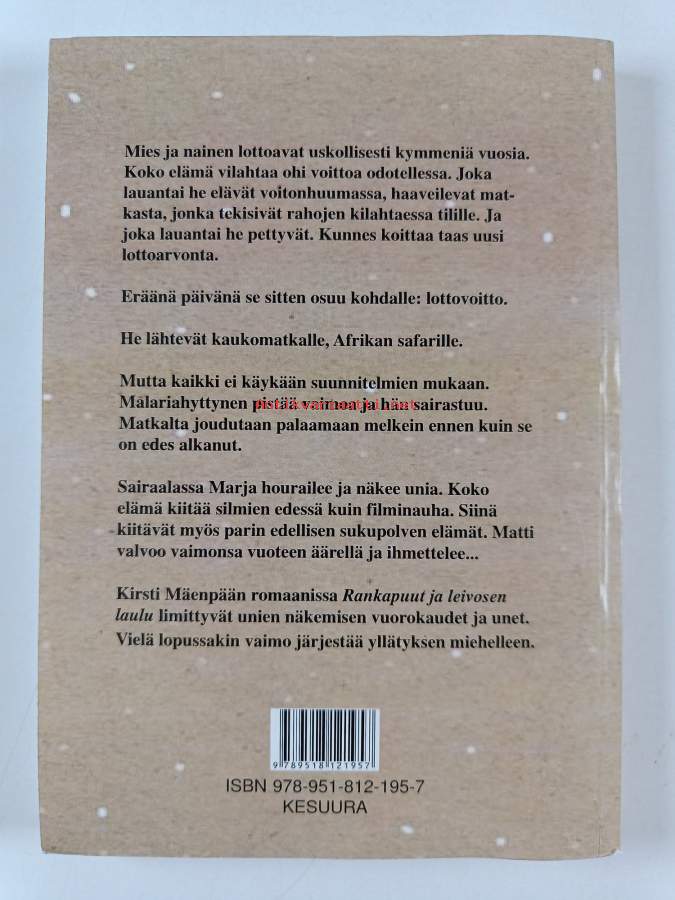 Mies ja nainen lottoavat uskollisesti kymmeniä vuosia.
Koko elämä vilahtaa ohi voittoa odotellessa. Joka
lauantai he elävät voitonhuumassa, haaveilevat mat-
kasta, jonka tekisivät rahojen kilahtaessa tilille. Ja
joka lauantai he pettyvät. Kunnes koittaa taas uusi
lottoarvonta.
Eräänä päivänä se sitten osuu kohdalle: lottovoitto.
He lähtevät kaukomatkalle, Afrikan safarille.
Mutta kaikki ei käykään suunnitelmien mukaan.
Malariahyttynen pistää vaimoa ja hän sairastuu.
Matkalta joudutaan palaamaan melkein ennen kuin se
on edes alkanut.
Sairaalassa Marja hourailee ja näkee unia. Koko
elämä kiitää silmien edessä kuin filminauha. Siinä
kiitävät myös parin edellisen sukupolven elämät. Matti
valvoo vaimonsa vuoteen äärellä ja ihmettelee...
Kirsti Mäenpään romaanissa Rankapuut ja leivosen
laulu limittyvät unien näkemisen vuorokaudet ja unet.
Vielä lopussakin vaimo järjestää yllätyksen miehelleen.
9 789518 121957
ISBN 978-951-812-195-7
KESUURA